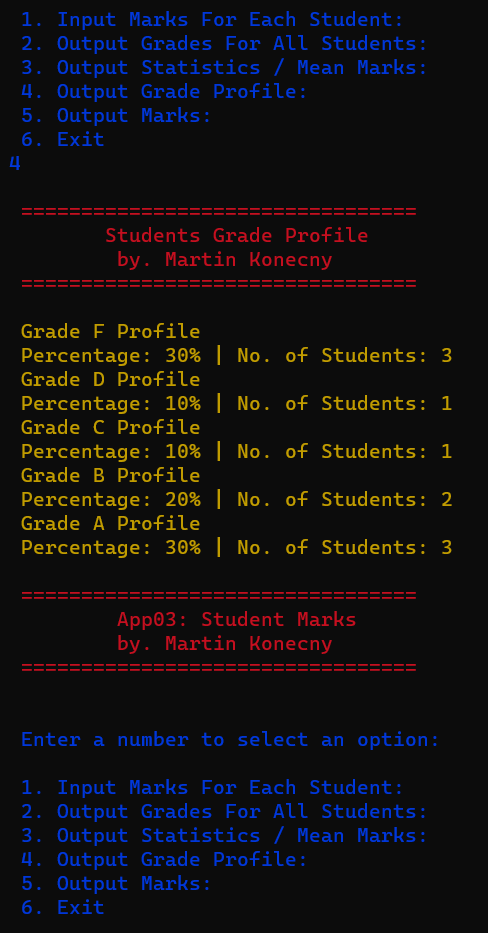 1. Input Marks For Each Student:
2. Output Grades For All Students:
3. Output Statistics / Mean Marks:
4. Output Grade Profile:
5. Output Marks:
6. Exit
4
=================================
Students Grade Profile
by. Martin Konecny
=================================
Grade F Profile
Percentage: 30% | No. of Students: 3
Grade D Profile
Percentage: 10% | No. of Students: 1
Grade C Profile
Percentage: 10% | No. of Students: 1
Grade B Profile
Percentage: 20% | No. of Students: 2
Grade A Profile
Percentage: 30% | No. of Students: 3
=================================
App03: Student Marks
by. Martin Konecny
=================================
Enter a number to select an option:
1. Input Marks For Each Student:
2. Output Grades For All Students:
3. Output Statistics / Mean Marks:
4. Output Grade Profile:
5. Output Marks:
6. Exit